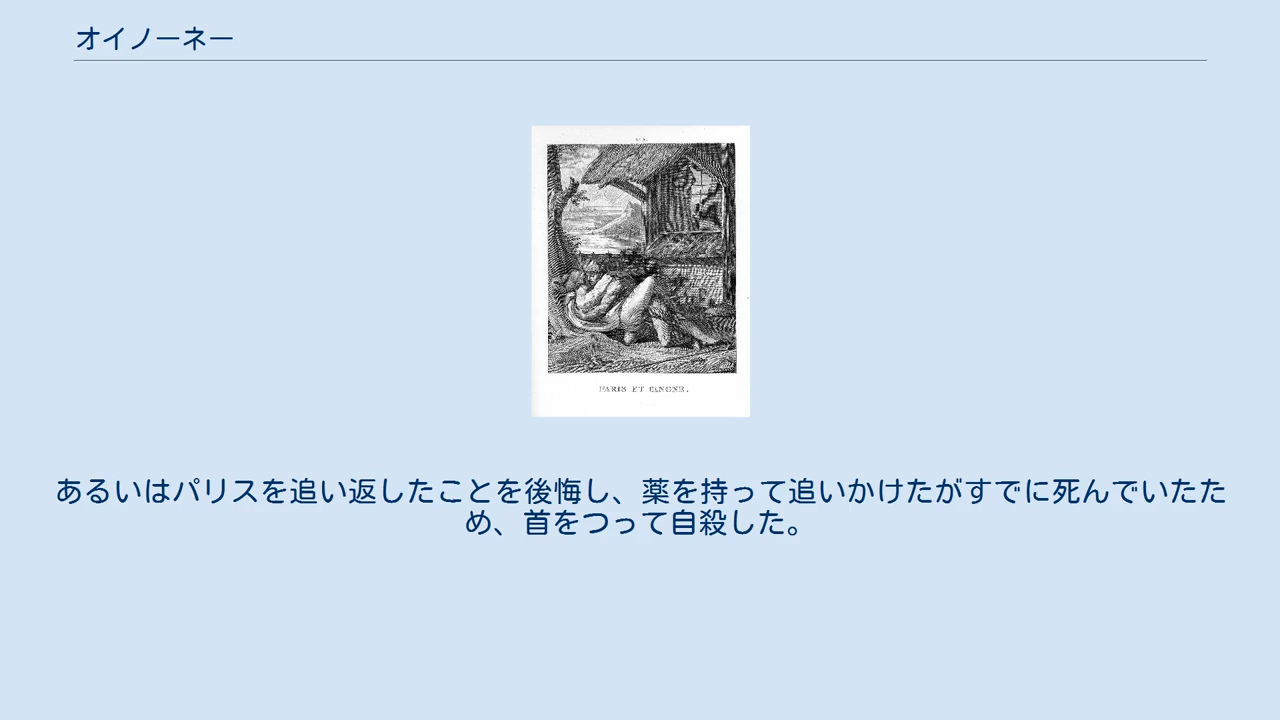 オイノーネー
PARIS ET ŒNONE.
あるいはパリスを追い返したことを後悔し、薬を持って追いかけたがすでに死んでいたた
め、首をつって自殺した。